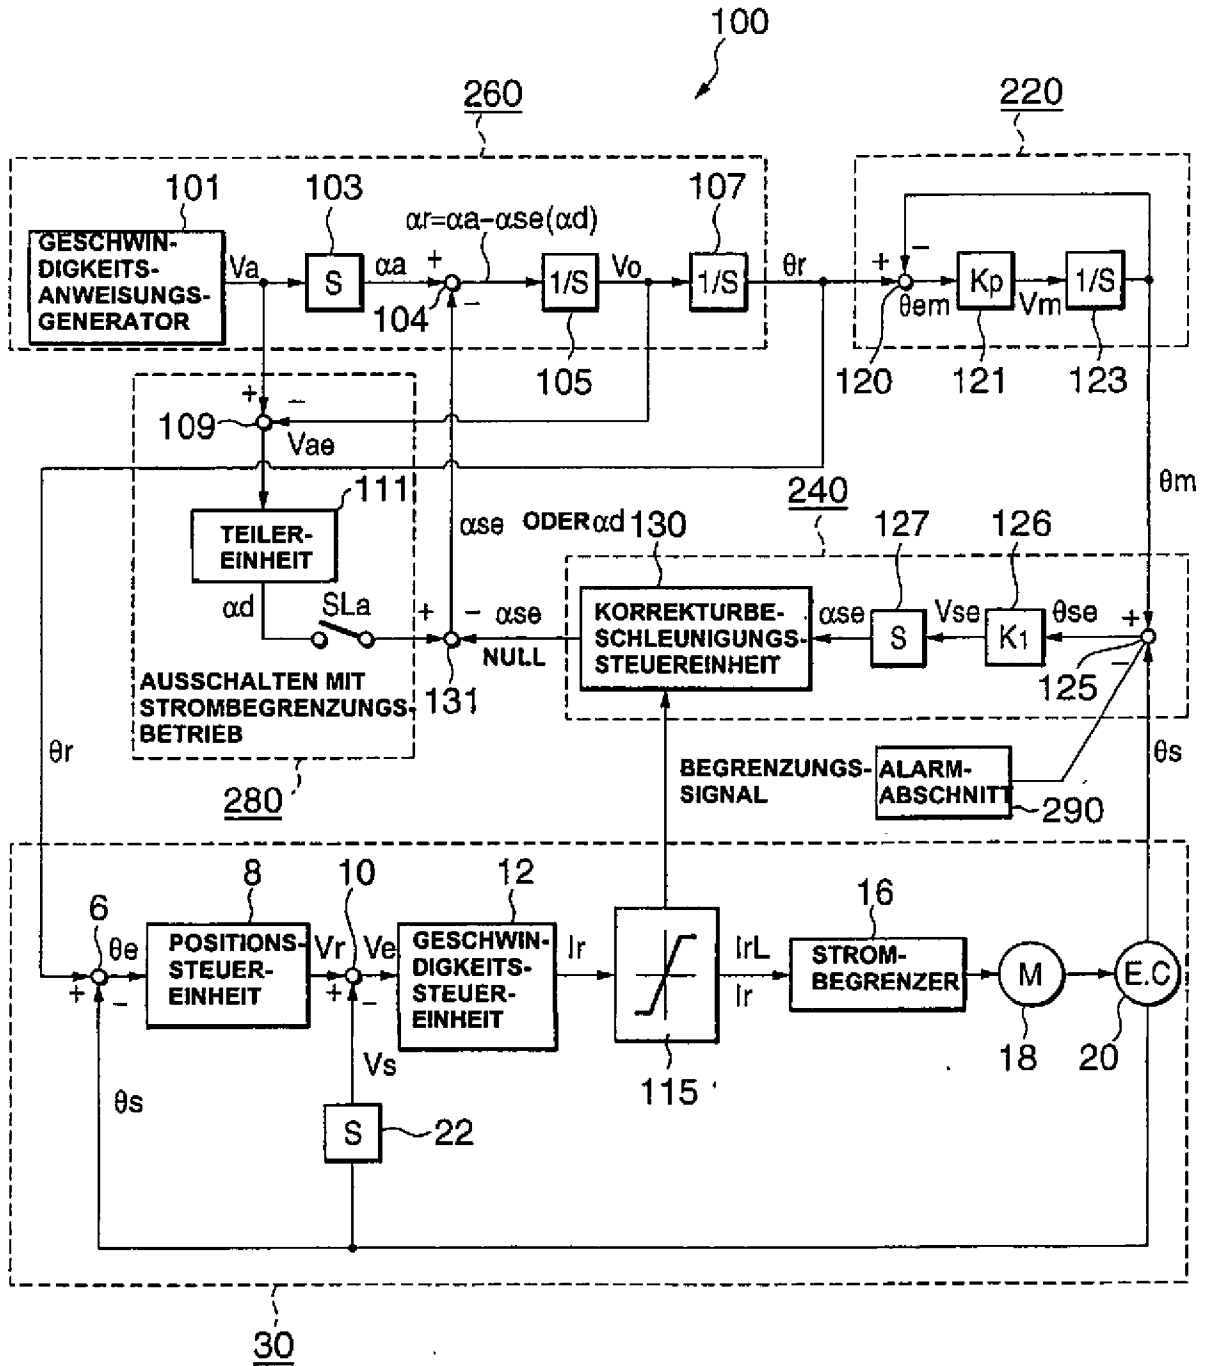 100
260
220
101
103
107
αr=αa-αse(αd)
GESCHWIN-
DIGKEITS-
ANWEISUNGS-
GENERATOR
Va
S
αa
+
−
104
1/S
Vo
1/S
θr
+
−
θem
Kp
Vm
1/S
105
120
121
123
109
+
−
Vae
θm
111
TEILER-
EINHEIT
αse ODER αd
130
240
127
126
αd
SLa
+
−
αse
NULL
KORREKTURBE-
SCHLEUNIGUNGS-
STEUEREINHEIT
αse
S
Vse
K1
θse
+
−
125
131
AUSSCHALTEN MIT
STROMBEGRENZUNGS-
BETRIEB
θr
280
BEGRENZUNGS-
SIGNAL
ALARM-
ABSCHNITT
290
θs
6
8
10
12
16
θe
+
−
POSITIONS-
STEUER-
EINHEIT
Vr
+
−
Ve
GESCHWIN-
DIGKEITS-
STEUER-
EINHEIT
Ir
IrL
Ir
STROM-
BEGRENZER
M
E.C
115
18
20
θs
Vs
S
22
30